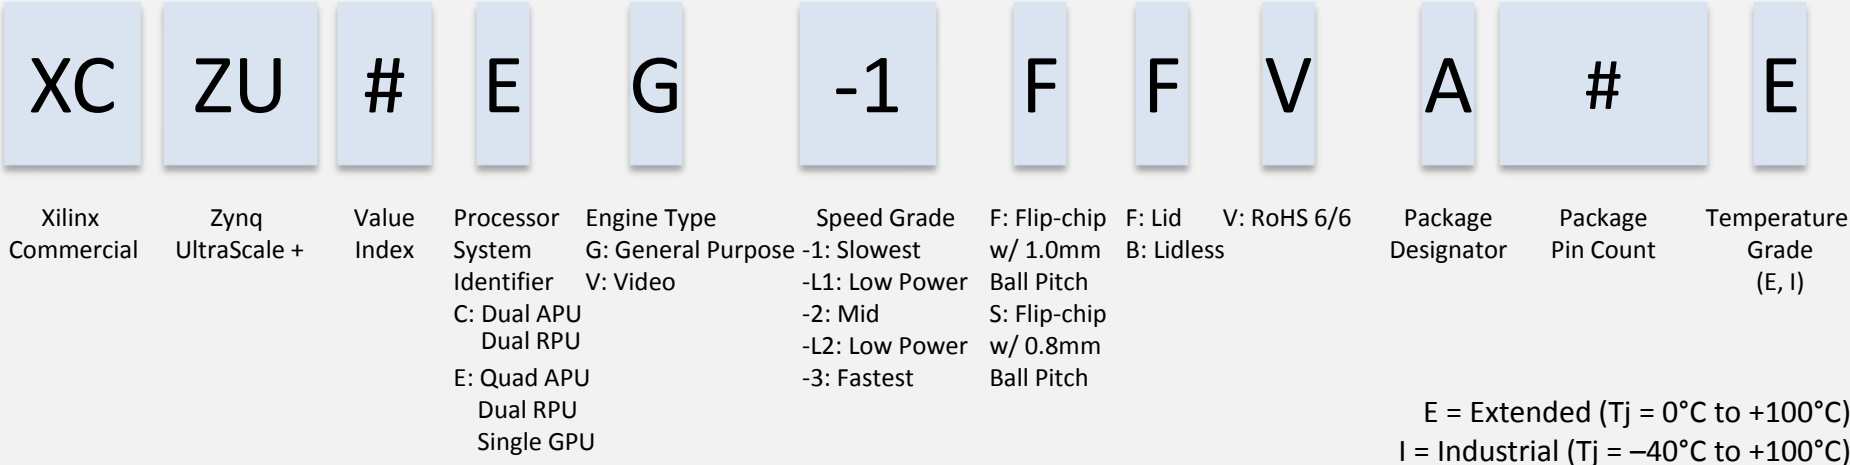 XC ZU # E G -1 F F V A # E
Xilinx
Commercial
Zynq
UltraScale +
Value
Index
Processor
System
Identifier
C: Dual APU
Dual RPU
E: Quad APU
Dual RPU
Single GPU
Engine Type
G: General Purpose
V: Video
Speed Grade
-1: Slowest
-L1: Low Power
-2: Mid
-L2: Low Power
-3: Fastest
F: Flip-chip
w/ 1.0mm
Ball Pitch
S: Flip-chip
w/ 0.8mm
Ball Pitch
F: Lid
B: Lidless
V: RoHS 6/6
Package
Designator
Package
Pin Count
Temperature
Grade
(E, I)
E = Extended (Tj = 0°C to +100°C)
I = Industrial (Tj = –40°C to +100°C)